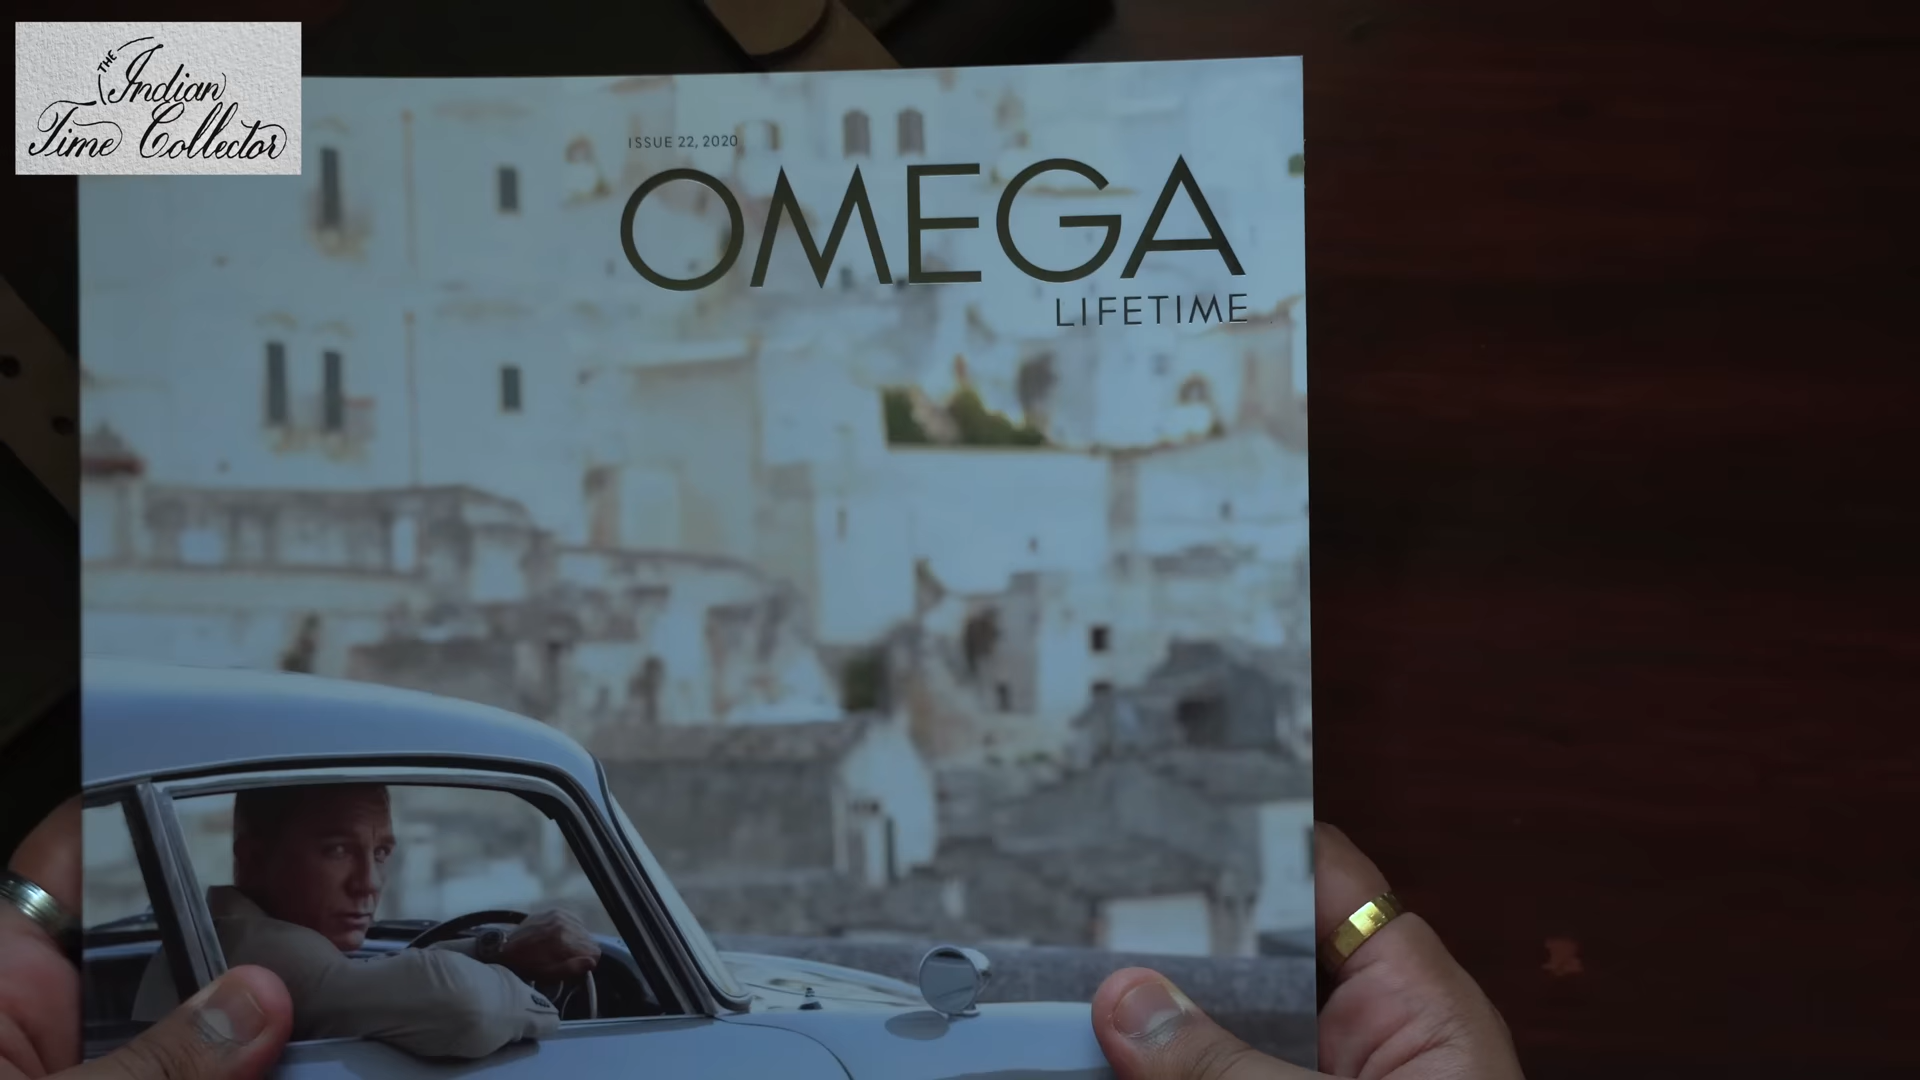 THE
Indian
Time Collector
ISSUE 22, 2020
OMEGA
LIFETIME